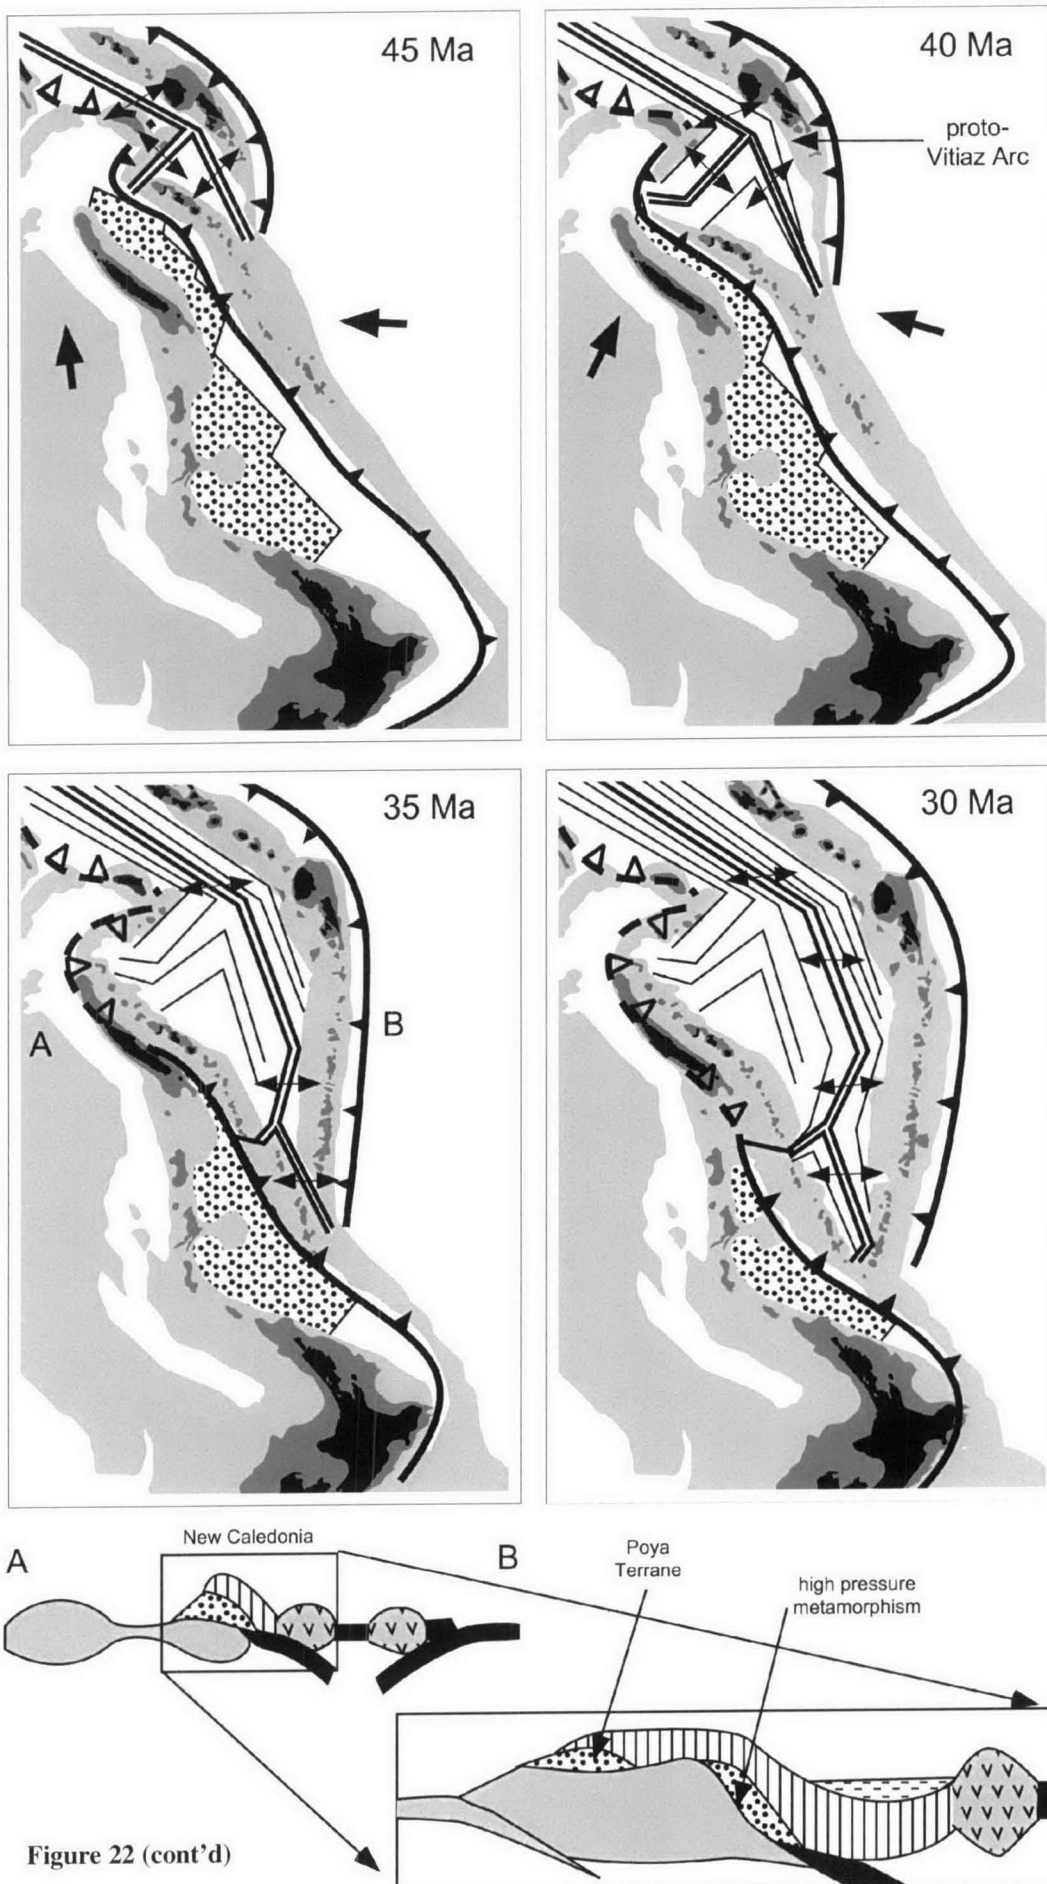 45 Ma
40 Ma
proto-
Vitiaz Arc
35 Ma
A
B
30 Ma
New Caledonia
A
B
Poya
Terrane
high pressure
metamorphism
Figure 22 (cont'd)